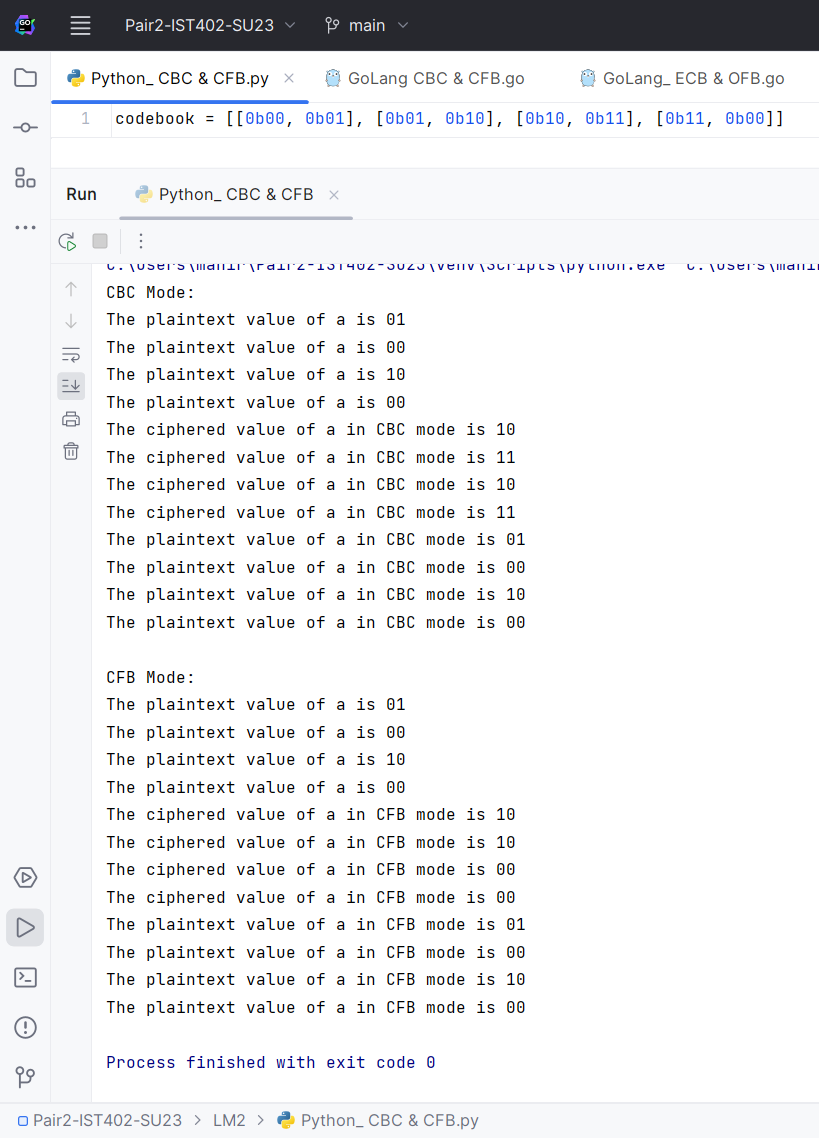 GO
Pair2-IST402-SU23 main
Python_ CBC & CFB.py GoLang CBC & CFB.go GoLang_ ECB & OFB.go
1 codebook = [[0b00, 0b01], [0b01, 0b10], [0b10, 0b11], [0b11, 0b00]]
Run Python_ CBC & CFB
C:\Users\mahir\Pair2-IST402-SU23\venv\Scripts\python.exe
CBC Mode:
The plaintext value of a is 01
The plaintext value of a is 00
The plaintext value of a is 10
The plaintext value of a is 00
The ciphered value of a in CBC mode is 10
The ciphered value of a in CBC mode is 11
The ciphered value of a in CBC mode is 10
The ciphered value of a in CBC mode is 11
The plaintext value of a in CBC mode is 01
The plaintext value of a in CBC mode is 00
The plaintext value of a in CBC mode is 10
The plaintext value of a in CBC mode is 00
CFB Mode:
The plaintext value of a is 01
The plaintext value of a is 00
The plaintext value of a is 10
The plaintext value of a is 00
The ciphered value of a in CFB mode is 10
The ciphered value of a in CFB mode is 10
The ciphered value of a in CFB mode is 00
The ciphered value of a in CFB mode is 00
The plaintext value of a in CFB mode is 01
The plaintext value of a in CFB mode is 00
The plaintext value of a in CFB mode is 10
The plaintext value of a in CFB mode is 00
Process finished with exit code 0
Pair2-IST402-SU23 > LM2 > Python_ CBC & CFB.py